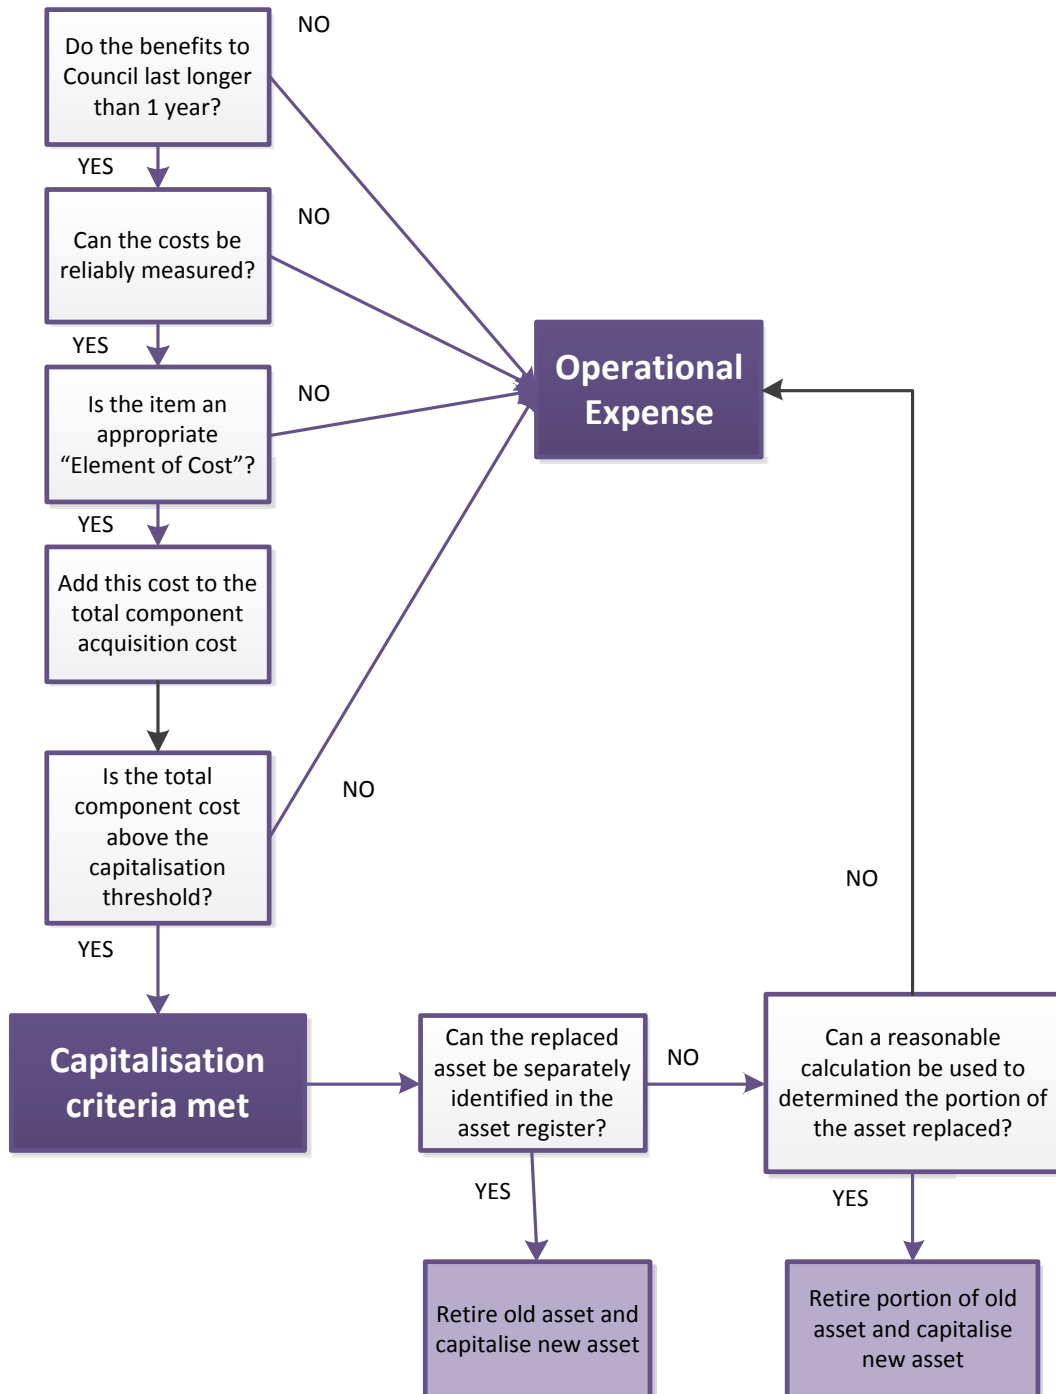 NO
Do the benefits to
Council last longer
than 1 year?
YES
NO
Can the costs be
reliably measured?
YES
NO
Is the item an
appropriate
“Element of Cost”?
Operational
Expense
YES
Add this cost to the
total component
acquisition cost
Is the total
component cost
above the
capitalisation
threshold?
NO
NO
YES
Capitalisation
criteria met
Can the replaced
asset be separately
identified in the
asset register?
NO
Can a reasonable
calculation be used to
determined the portion of
the asset replaced?
YES
YES
Retire old asset and
capitalise new asset
Retire portion of old
asset and capitalise
new asset